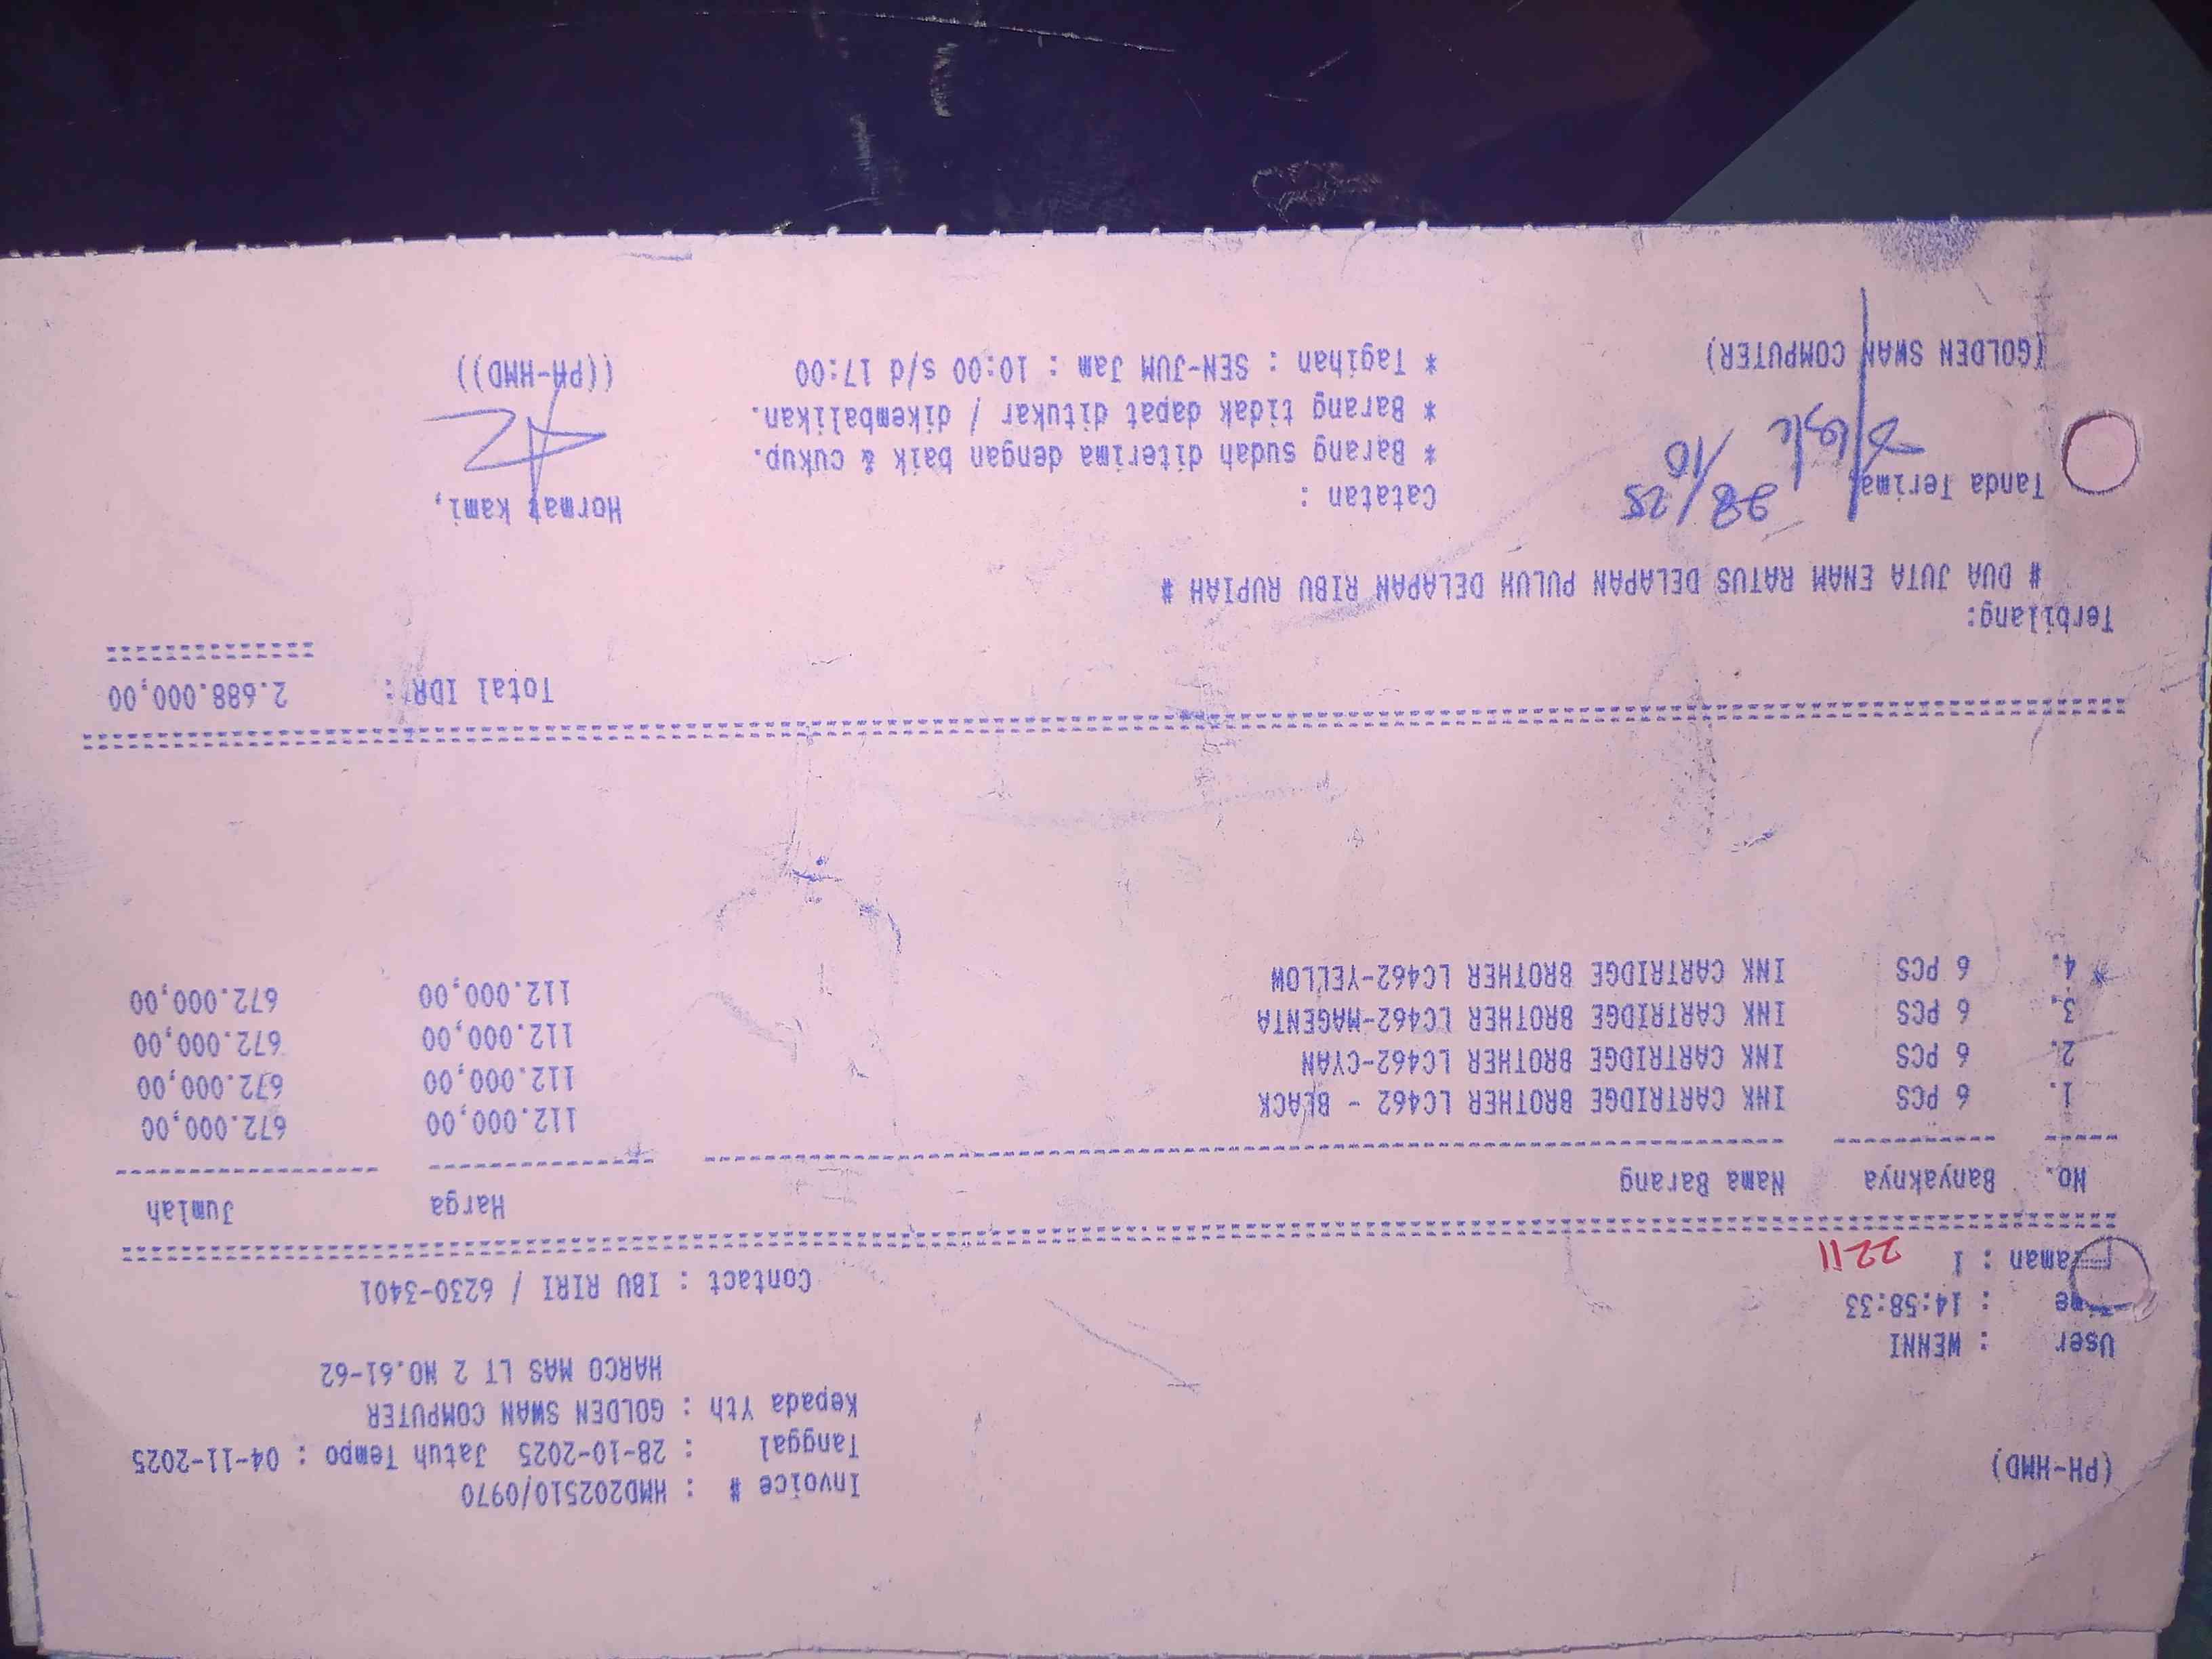 (PH-HMD)
Invoice # : HMD202510/0970
Tanggal : 28-10-2025 Jatuh Tempo : 04-11-2025
Kepada Yth : GOLDEN SWAN COMPUTER
HARCO MAS LT 2 NO.61-62
User : WENNI
: 14:58:33
Contact : IBU RIRI / 6230-3401
aman : 1 2211
No. Banyaknya Nama Barang Harga Jumlah
1. 6 PCS INK CARTRIDGE BROTHER LC462 - BLACK 112.000,00 672.000,00
2. 6 PCS INK CARTRIDGE BROTHER LC462-CYAN 112.000,00 672.000,00
3. 6 PCS INK CARTRIDGE BROTHER LC462-MAGENTA 112.000,00 672.000,00
* 4. 6 PCS INK CARTRIDGE BROTHER LC462-YELLOW 112.000,00 672.000,00
Total IDR : 2.688.000,00
Terbilang:
# DUA JUTA ENAM RATUS DELAPAN PULUH DELAPAN RIBU RUPIAH #
Tanda Terima 28/10 25
Catatan :
Hormat kami,
* Barang sudah diterima dengan baik & cukup.
* Barang tidak dapat ditukar / dikembalikan.
* Tagihan : SEN-JUM Jam : 10:00 s/d 17:00
(GOLDEN SWAN COMPUTER)
((PH-HMD))